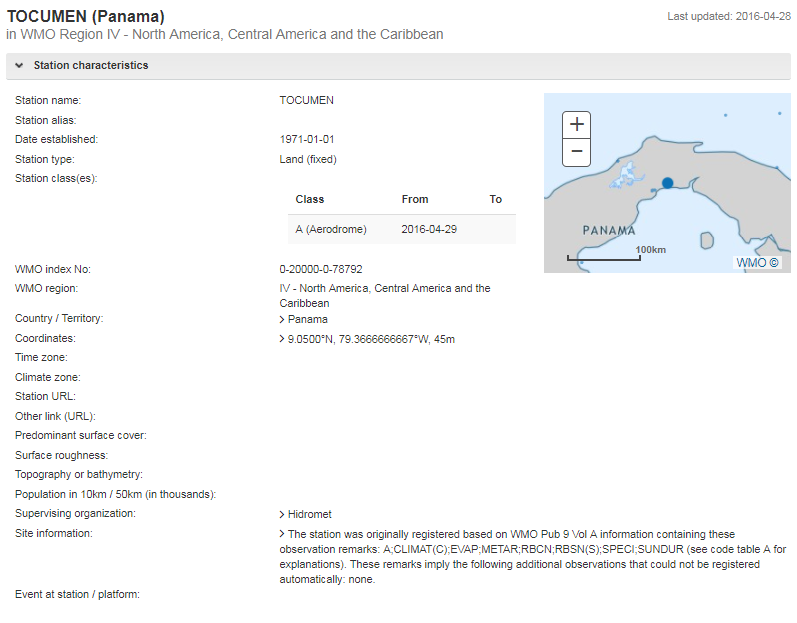 TOCUMEN (Panama)
Last updated: 2016-04-28
in WMO Region IV - North America, Central America and the Caribbean
Station characteristics
Station name: TOCUMEN
Station alias:
Date established: 1971-01-01
Station type: Land (fixed)
Station class(es):
Class From To
A (Aerodrome) 2016-04-29
+
−
PANAMA
100km
WMO ©
WMO index No: 0-20000-0-78792
WMO region: IV - North America, Central America and the
Caribbean
Country / Territory: Panama
Coordinates: 9.0500°N, 79.3666666667°W, 45m
Time zone:
Climate zone:
Station URL:
Other link (URL):
Predominant surface cover:
Surface roughness:
Topography or bathymetry:
Population in 10km / 50km (in thousands):
Supervising organization: Hidromet
Site information: The station was originally registered based on WMO Pub 9 Vol A information containing these
observation remarks: A;CLIMAT(C);EVAP;METAR;RBCN;RBSN(S);SPECI;SUNDUR (see code table A for
explanations). These remarks imply the following additional observations that could not be registered
automatically: none.
Event at station / platform: